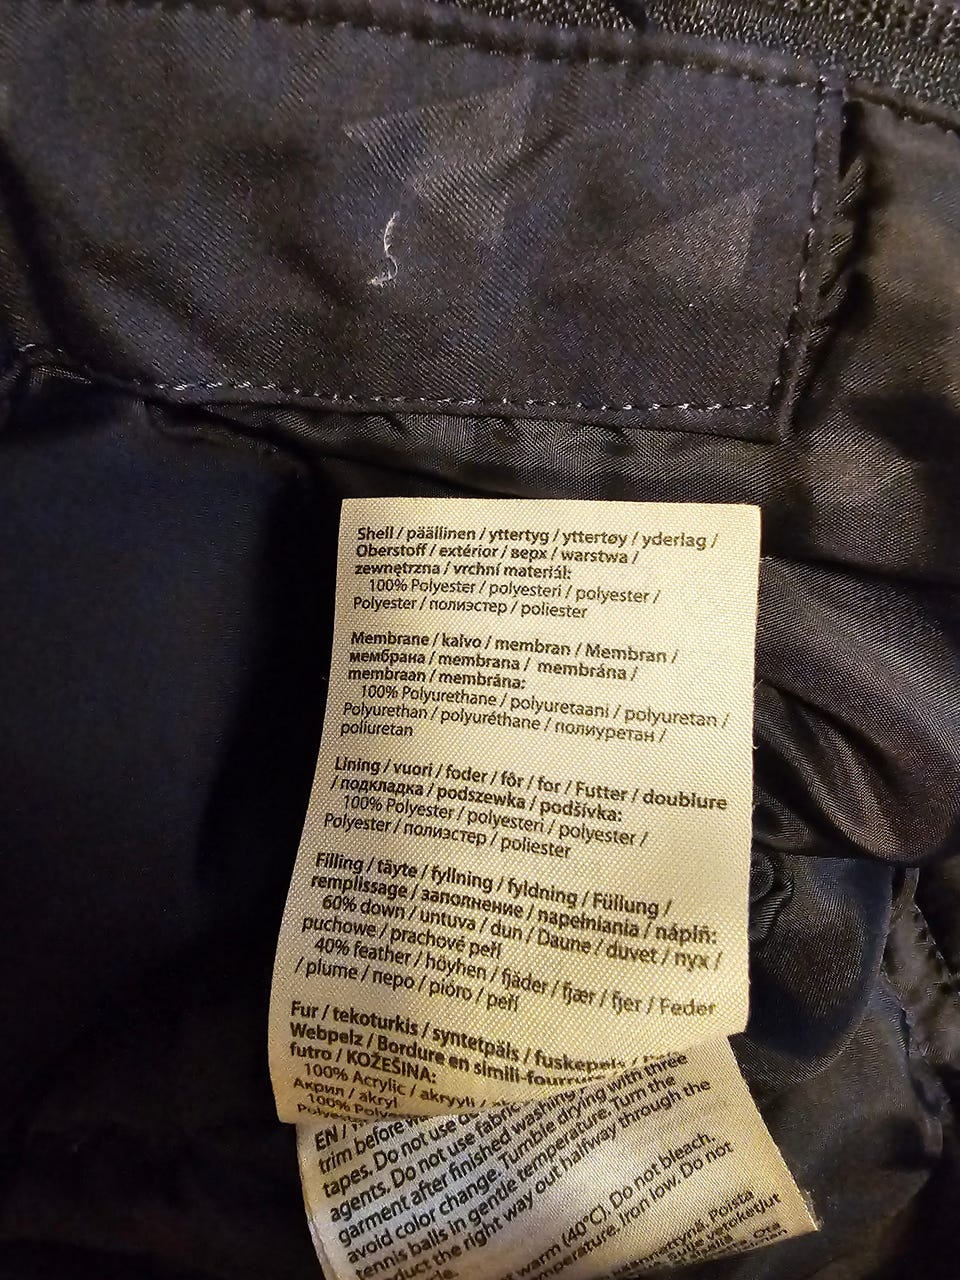 Shell / päällinen / yttertyg / yttertøy / yderlag /
Oberstoff / extérior / верх / warstwa /
zewnętrzna / vrchní materiál:
100% Polyester / polyesteri / polyester /
Polyester / полиэстер / poliester
Membrane / kalvo / membran / Membran /
мембрана / membrana / membrána /
membraan / membrána:
100% Polyurethane / polyuretaani / polyuretan /
Polyurethan / polyuréthane / полиуретан /
poliuretan
Lining / vuori / foder / fôr / for / Futter / doublure
/ подкладка / podszewka / podšívka:
100% Polyester / polyesteri / polyester /
Polyester / полиэстер / poliester
Filling / täyte / fyllning / fyldning / Füllung /
remplissage / заполнение / napełniania / náplň:
60% down / untuva / dun / Daune / duvet / пух /
puchowe / prachové peří
40% feather / höyhen / fjäder / fjær / fjer / Feder
/ plume / перо / pióro / peří
Fur / tekoturkis / syntetpäls / fuskepels /
Webpelz / Bordure en simili-fourrure
futro / KOŽEŠINA:
100% Acrylic / akryyli /
Акрил / akryl
100%
EN /
trim before
tapes. Do not use
agents. Do not use fabric
garment after finished washing. with three
avoid color change. Tumble drying
tennis balls in gentle temperature. Turn the
the right way out halfway through the
warm (40°C). Do not bleach.
Iron low. Do not
Poista
vetoketjut
Ota